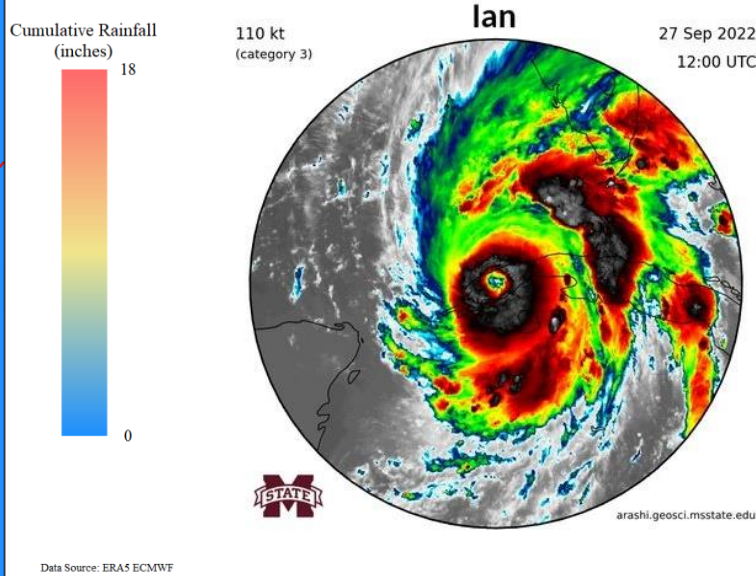 Cumulative Rainfall
(inches)
18
0
Data Source: ERA5 ECMWF
Ian
110 kt
(category 3)
27 Sep 2022
12:00 UTC
STATE
arashi.geosci.msstate.edu